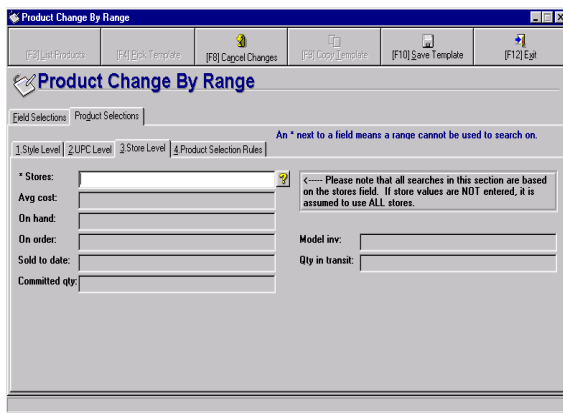 Product Change By Range
[F3] List Products
[F4] Pick Template
[F8] Cancel Changes
[F9] Copy Template
[F10] Save Template
[F12] Exit
Product Change By Range
Field Selections
Product Selections
An * next to a field means a range cannot be used to search on.
1.Style Level
2.UPC Level
3.Store Level
4.Product Selection Rules
* Stores:
?
<----- Please note that all searches in this section are based
on the stores field. If store values are NOT entered, it is
assumed to use ALL stores.
Avg cost:
On hand:
On order:
Model inv:
Sold to date:
Qty in transit:
Committed qty: